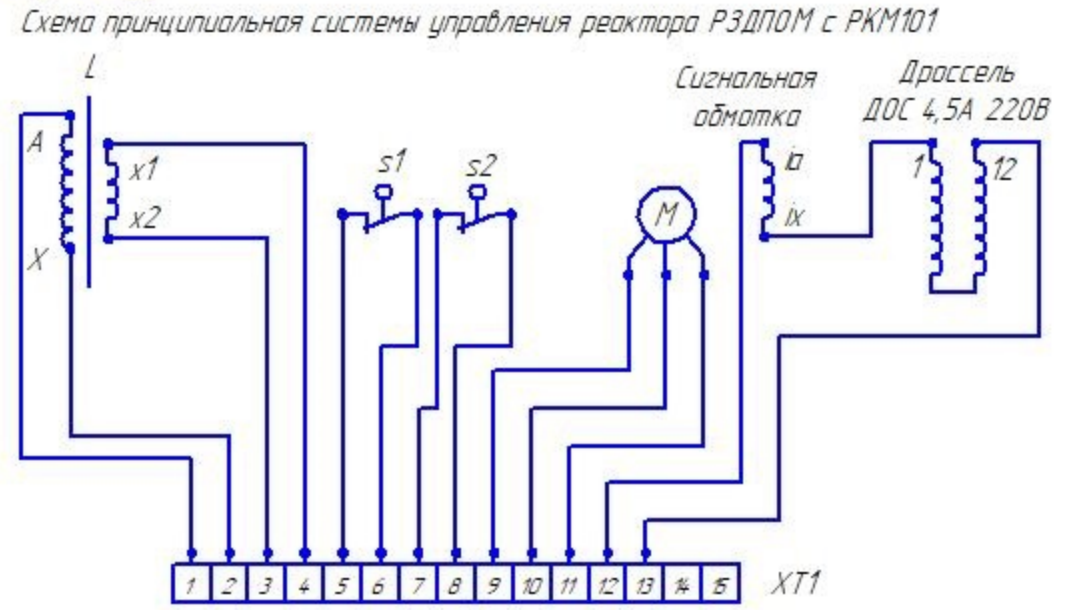 Схема принципиальная системы управления реактора РЗДПОМ с РКМ101
L
Сигнальная
обмотка
Дроссель
ДОС 4,5А 220В
A
x1
x2
X
s1
s2
M
ia
ix
1
12
1 2 3 4 5 6 7 8 9 10 11 12 13 14 15
XT1